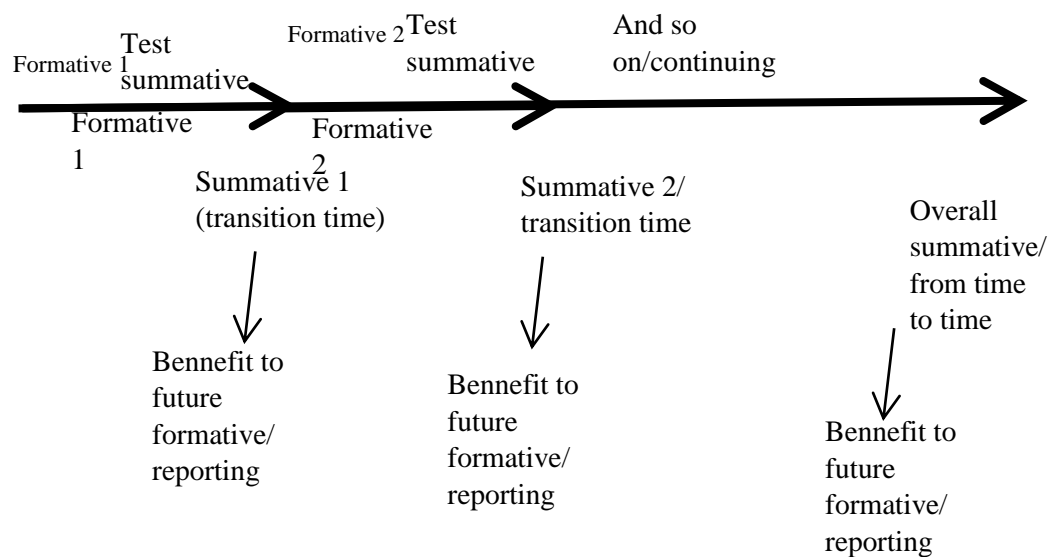 Formative 1
Test
summative
Formative 2
Test
summative
And so
on/continuing
Formative
1
Formative
2
Summative 1
(transition time)
Summative 2/
transition time
Overall
summative/
from time
to time
Bennefit to
future
formative/
reporting
Bennefit to
future
formative/
reporting
Bennefit to
future
formative/
reporting